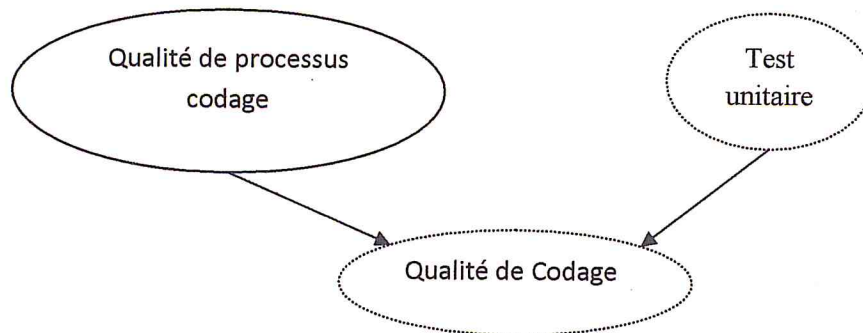 Qualité de processus
codage
Test
unitaire
Qualité de Codage